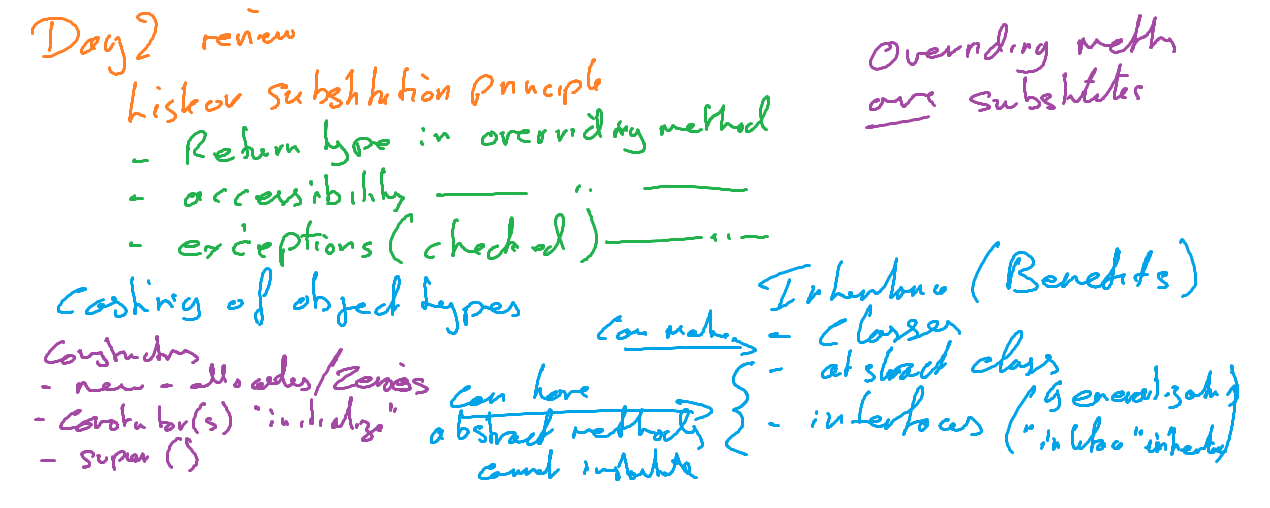 Day 2 review
Liskov substitution principle
- Return type in overriding method
- accessibility —— " ——
- exceptions (checked) —— " —
Overriding meths
are substitutes
Casting of object types
Constructors
- new - allocates/zeroes
- constructor(s) "initialize"
- super()
Inheritance (Benefits)
can make → - classes
- abstract class
- interfaces (generalization
"interface" inheritance)
can have
abstract methods
cannot instantiate